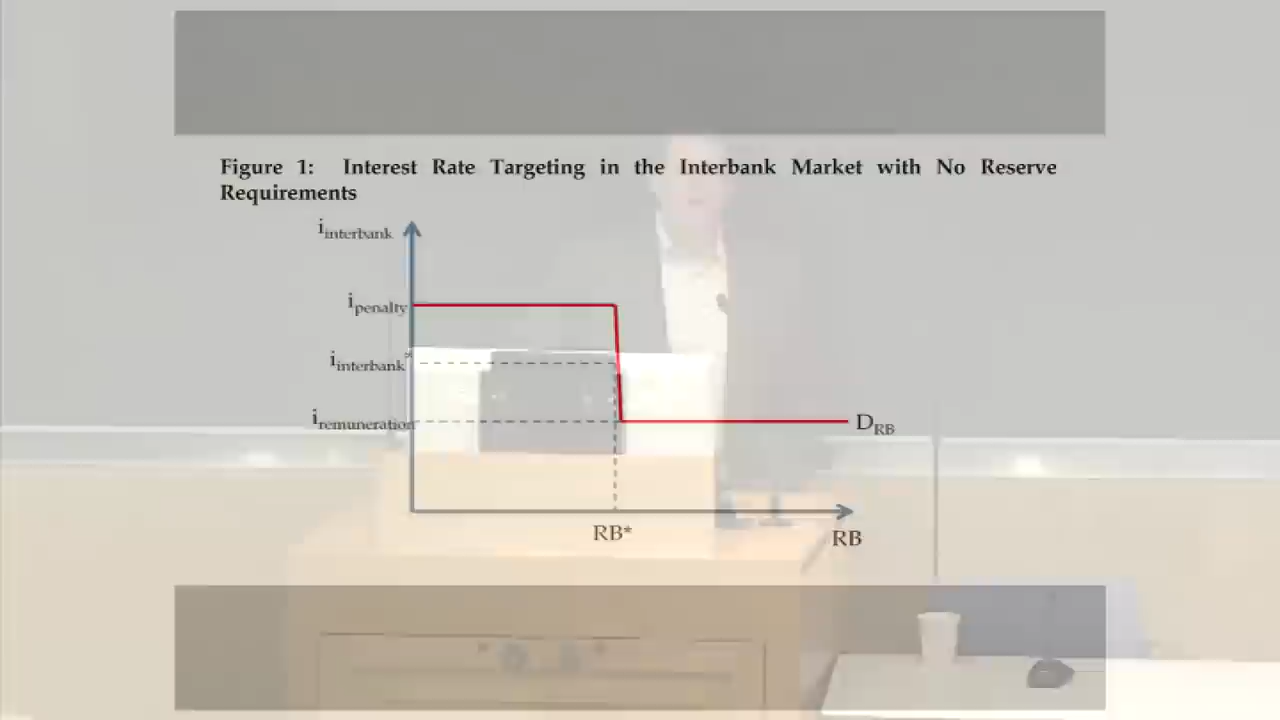 Figure 1: Interest Rate Targeting in the Interbank Market with No Reserve
Requirements
i_interbank
i_penalty
i_interbank*
i_remuneration
D_RB
RB*
RB